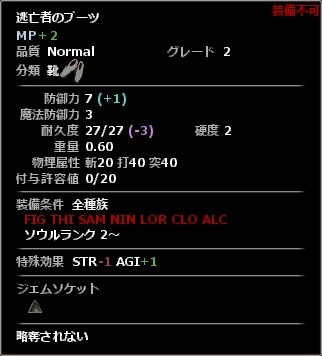 装備不可
逃亡者のブーツ
MP+2
品質 Normal グレード 2
分類 靴
防御力 7 (+1)
魔法防御力 3
耐久度 27/27 (-3) 硬度 2
重量 0.60
物理属性 斬20 打40 突40
付与許容値 0/20
装備条件 全種族
FIG THI SAM NIN LOR CLO ALC
ソウルランク 2～
特殊効果 STR-1 AGI+1
ジェムソケット
略奪されない